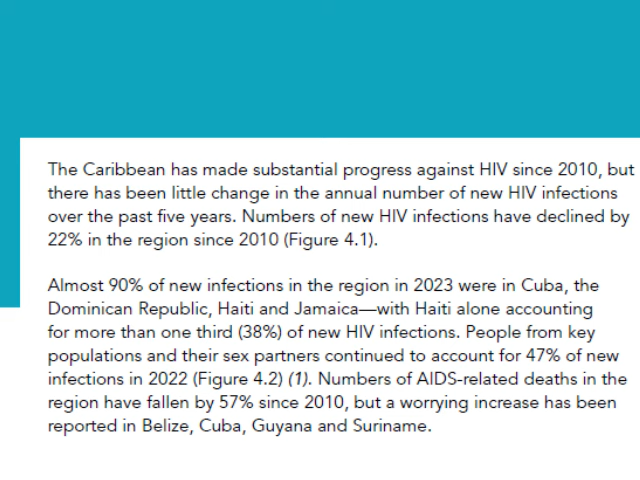 The Caribbean has made substantial progress against HIV since 2010, but
there has been little change in the annual number of new HIV infections
over the past five years. Numbers of new HIV infections have declined by
22% in the region since 2010 (Figure 4.1).
Almost 90% of new infections in the region in 2023 were in Cuba, the
Dominican Republic, Haiti and Jamaica—with Haiti alone accounting
for more than one third (38%) of new HIV infections. People from key
populations and their sex partners continued to account for 47% of new
infections in 2022 (Figure 4.2) (1). Numbers of AIDS-related deaths in the
region have fallen by 57% since 2010, but a worrying increase has been
reported in Belize, Cuba, Guyana and Suriname.